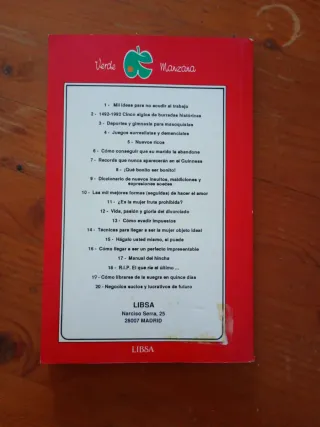 Verde Manzana
1 - Mil ideas para no acudir al trabajo
2 - 1492-1992 Cinco siglos de burradas históricas
3 - Deportes y gimnasia para masoquistas
4 - Juegos surrealistas y demenciales
5 - Nuevos ricos
6 - Cómo conseguir que su marido la abandone
7 - Records que nunca aparecerán en el Guinness
8 - ¡Qué bonito ser bonito!
9 - Diccionario de nuevos insultos, maldiciones y
expresiones soeces
10 - Las mil mejores formas (seguidas) de hacer el amor
11 - ¿Es la mujer fruta prohibida?
12 - Vida, pasión y gloria del divorciado
13 - Cómo evadir impuestos
14 - Técnicas para llegar a ser la mujer objeto ideal
15 - Hágalo usted mismo, si puede
16 - Cómo llegar a ser un perfecto impresentable
17 - Manual del hincha
18 - R.I.P. El que ríe el último ...
19 - Cómo librarse de la suegra en quince días
20 - Negocios sucios y lucrativos de futuro
LIBSA
Narciso Serra, 25
28007 MADRID
LIBSA